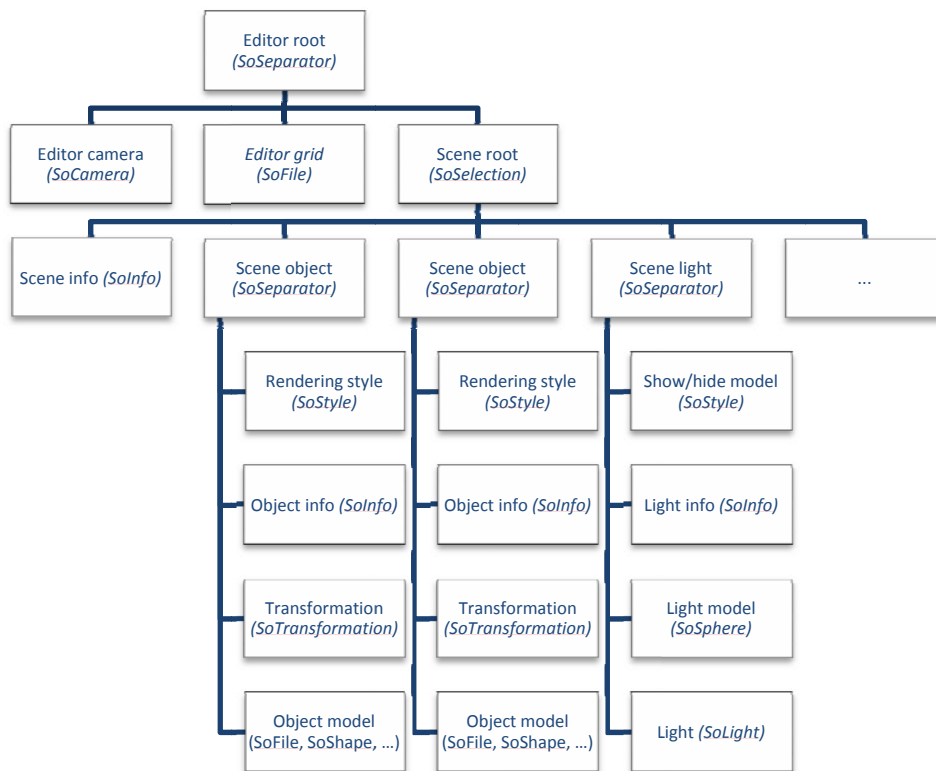 Editor root
(SoSeparator)
Editor camera
(SoCamera)
Editor grid
(SoFile)
Scene root
(SoSelection)
Scene info (SoInfo)
Scene object
(SoSeparator)
Scene object
(SoSeparator)
Scene light
(SoSeparator)
...
Rendering style
(SoStyle)
Rendering style
(SoStyle)
Show/hide model
(SoStyle)
Object info (SoInfo)
Object info (SoInfo)
Light info (SoInfo)
Transformation
(SoTransformation)
Transformation
(SoTransformation)
Light model
(SoSphere)
Object model
(SoFile, SoShape, ...)
Object model
(SoFile, SoShape, ...)
Light (SoLight)